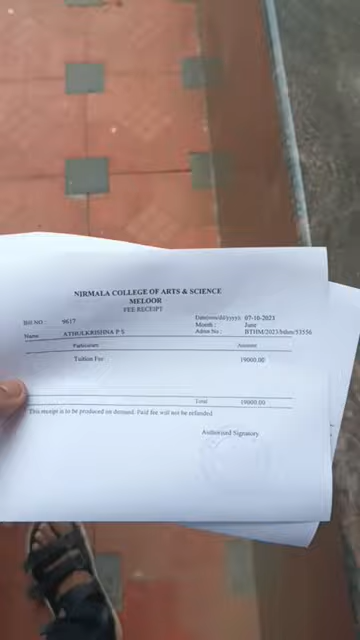 NIRMALA COLLEGE OF ARTS & SCIENCE
MELOOR
FEE RECEIPT
Bill NO : 9617 Date(mm/dd/yyyy): 07-10-2023
Month : June
Name ATHULKRISHNA P S Admn No : BTHM/2023/bthm/53556
Particulars Amount
Tuition Fee 19000.00
Total 19000.00
This receipt is to be produced on demand. Paid fee will not be refunded
Authorised Signatory